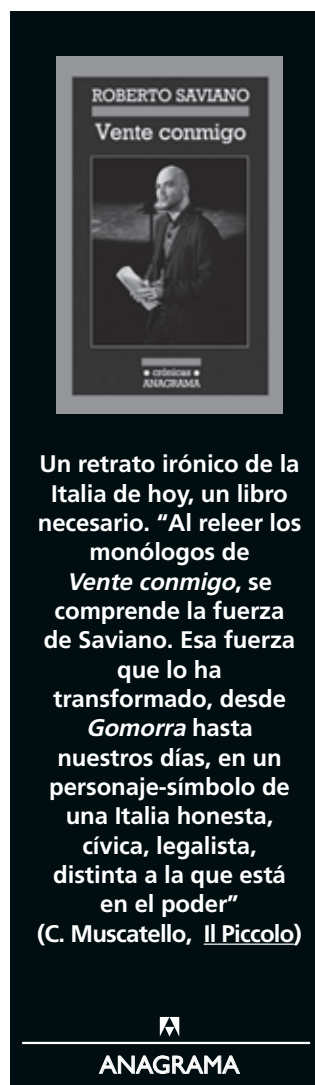 ROBERTO SAVIANO
Vente conmigo
crónicas
ANAGRAMA
Un retrato irónico de la
Italia de hoy, un libro
necesario. “Al releer los
monólogos de
Vente conmigo, se
comprende la fuerza
de Saviano. Esa fuerza
que lo ha
transformado, desde
Gomorra hasta
nuestros días, en un
personaje-símbolo de
una Italia honesta,
cívica, legalista,
distinta a la que está
en el poder”
(C. Muscatello, Il Piccolo)
ANAGRAMA